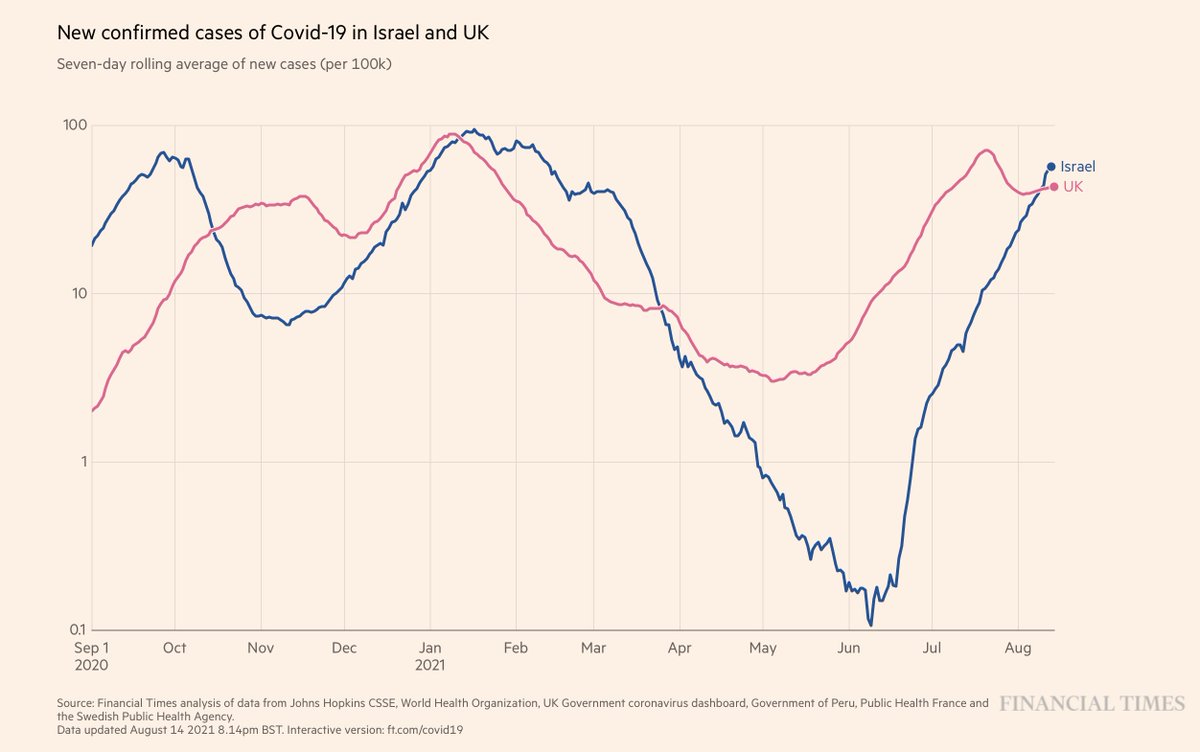 New confirmed cases of Covid-19 in Israel and UK
Seven-day rolling average of new cases (per 100k)
100
10
1
0.1
Israel
UK
Sep 1 Oct Nov Dec Jan Feb Mar Apr May Jun Jul Aug
2020 2021
Source: Financial Times analysis of data from Johns Hopkins CSSE, World Health Organization, UK Government coronavirus dashboard, Government of Peru, Public Health France and
the Swedish Public Health Agency.
Data updated August 14 2021 8.14pm BST. Interactive version: ft.com/covid19
FINANCIAL TIMES